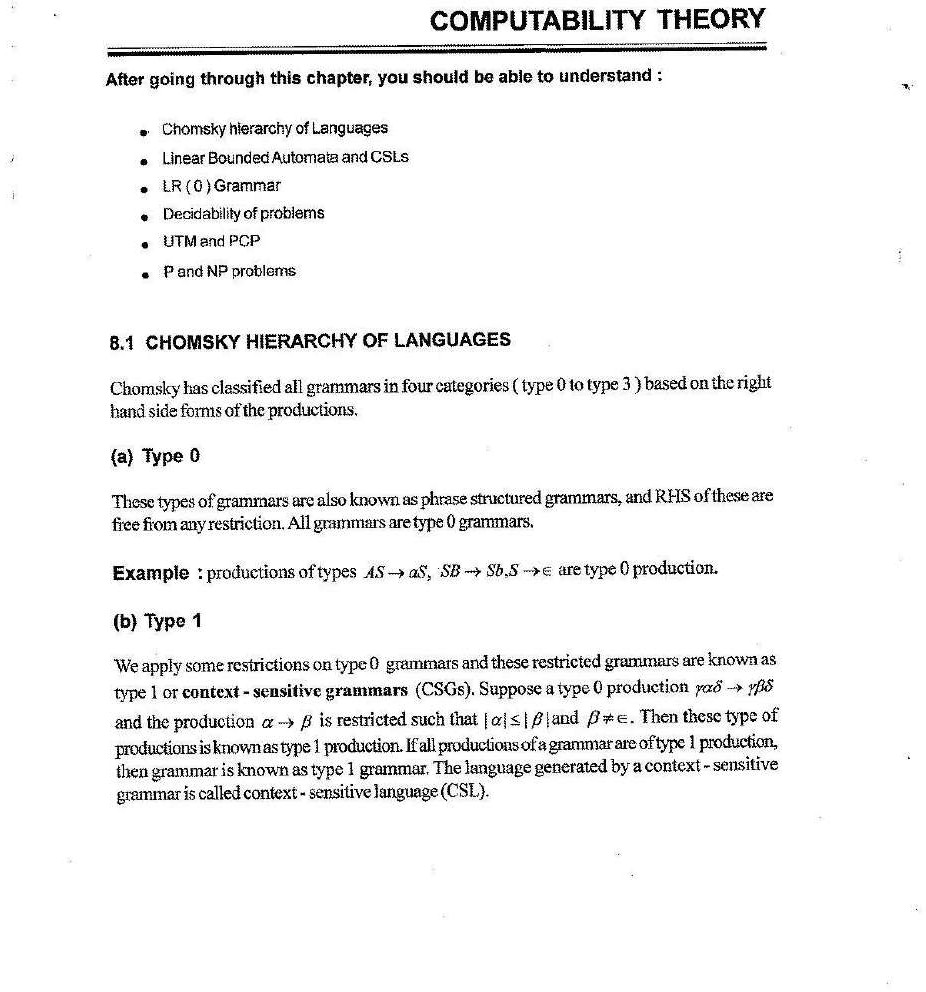 COMPUTABILITY THEORY
After going through this chapter, you should be able to understand :
• Chomsky hierarchy of Languages
• Linear Bounded Automata and CSLs
• LR ( 0 ) Grammar
• Decidability of problems
• UTM and PCP
• P and NP problems
8.1 CHOMSKY HIERARCHY OF LANGUAGES
Chomsky has classified all grammars in four categories ( type 0 to type 3 ) based on the right
hand side forms of the productions.
(a) Type 0
These types of grammars are also known as phrase structured grammars, and RHS of these are
free from any restriction. All grammars are type 0 grammars.
Example : productions of types AS → aS, SB → Sb, S → ∈ are type 0 production.
(b) Type 1
We apply some restrictions on type 0 grammars and these restricted grammars are known as
type 1 or context - sensitive grammars (CSGs). Suppose a type 0 production γαδ → γβδ
and the production α → β is restricted such that | α | ≤ | β | and β ≠ ∈. Then these type of
productions is known as type 1 production. If all productions of a grammar are of type 1 production,
then grammar is known as type 1 grammar. The language generated by a context - sensitive
grammar is called context - sensitive language (CSL).